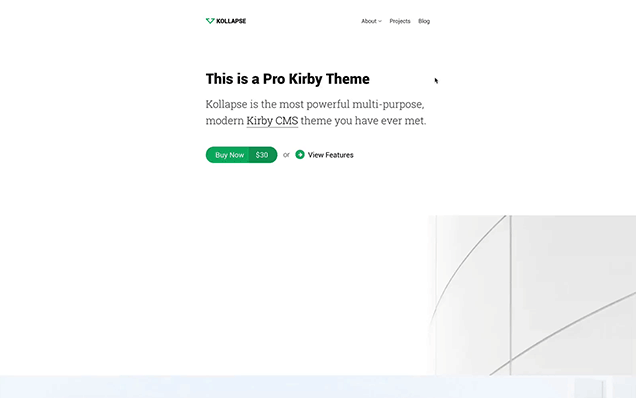 KOLLAPSE
About Projects Blog
This is a Pro Kirby Theme
Kollapse is the most powerful multi-purpose,
modern Kirby CMS theme you have ever met.
Buy Now $30 or View Features